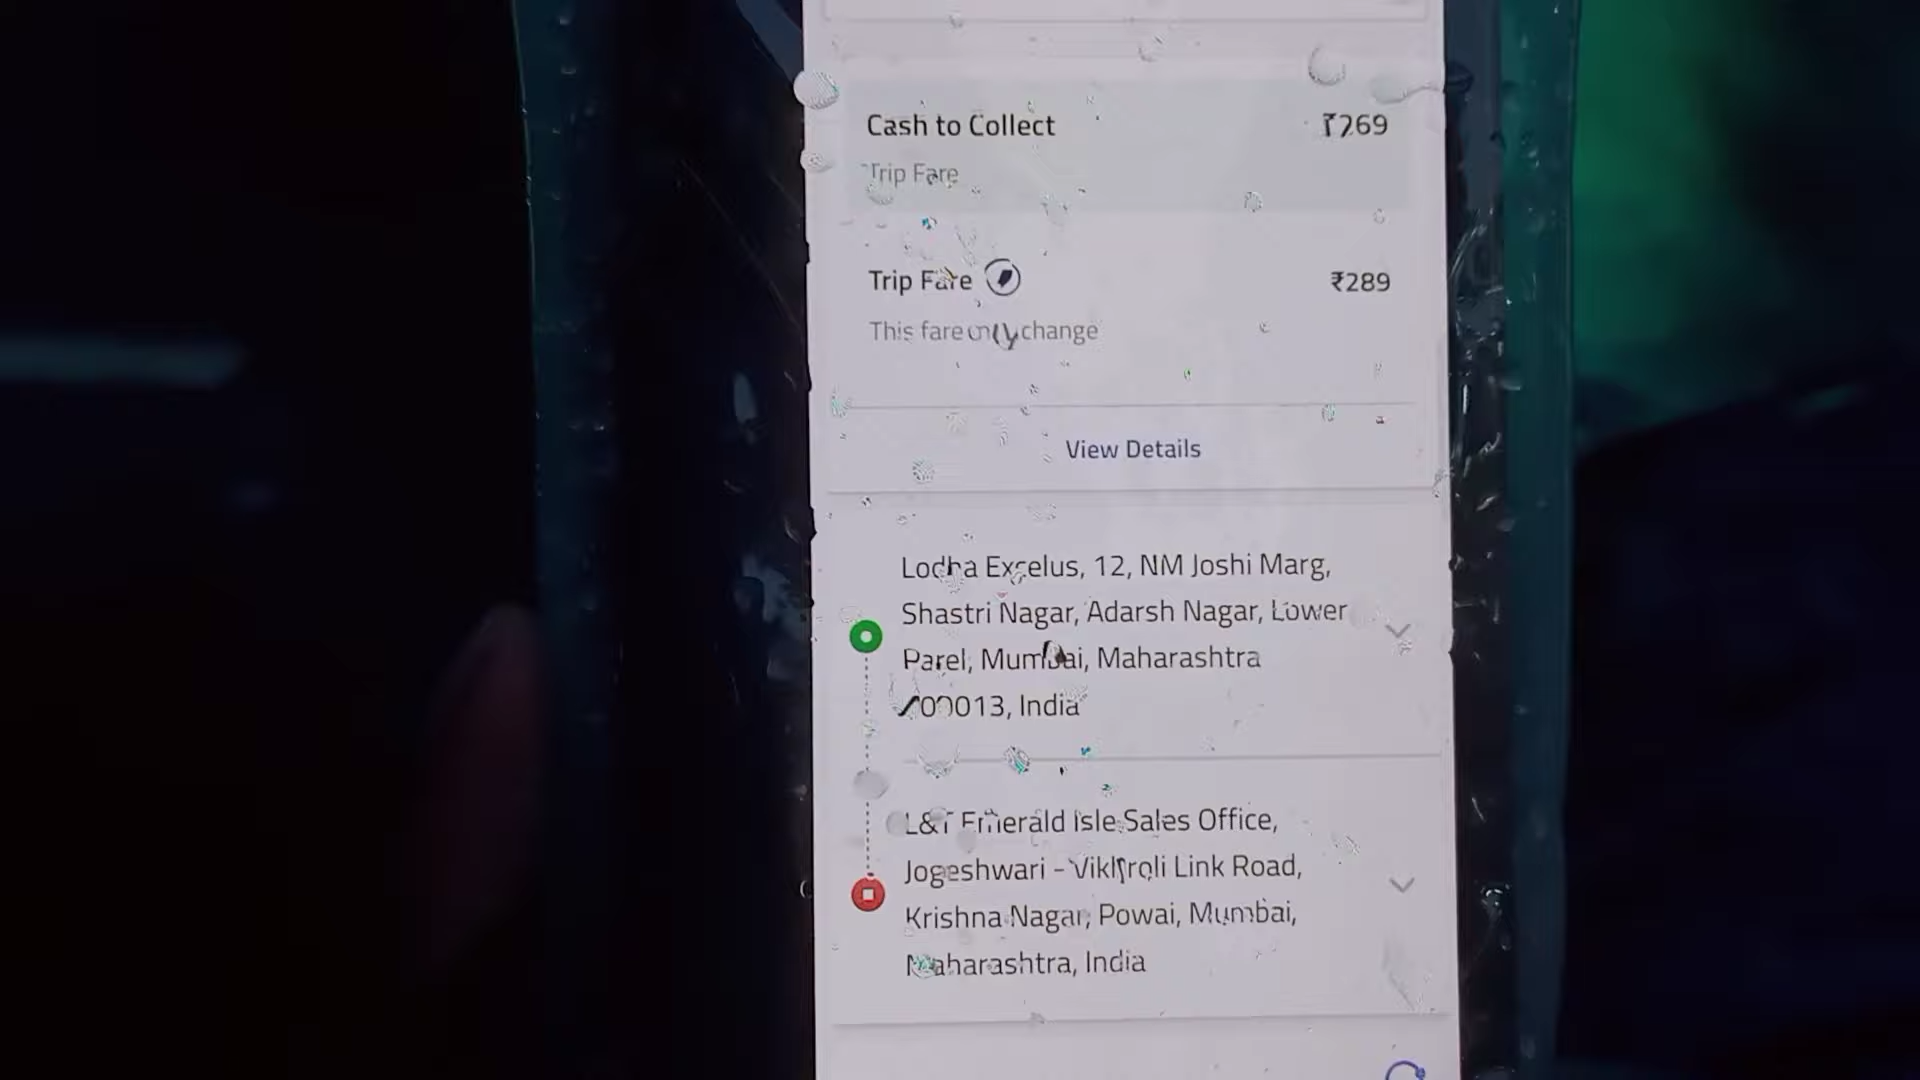 Cash to Collect ₹269
Trip Fare
Trip Fare ₹289
This fare change
View Details
Lodha Excelus, 12, NM Joshi Marg,
Shastri Nagar, Adarsh Nagar, Lower
Parel, Mumbai, Maharashtra
India
L&T Emerald Isle Sales Office,
Jogeshwari - Vikhroli Link Road,
Krishna Nagar, Powai, Mumbai,
Maharashtra, India